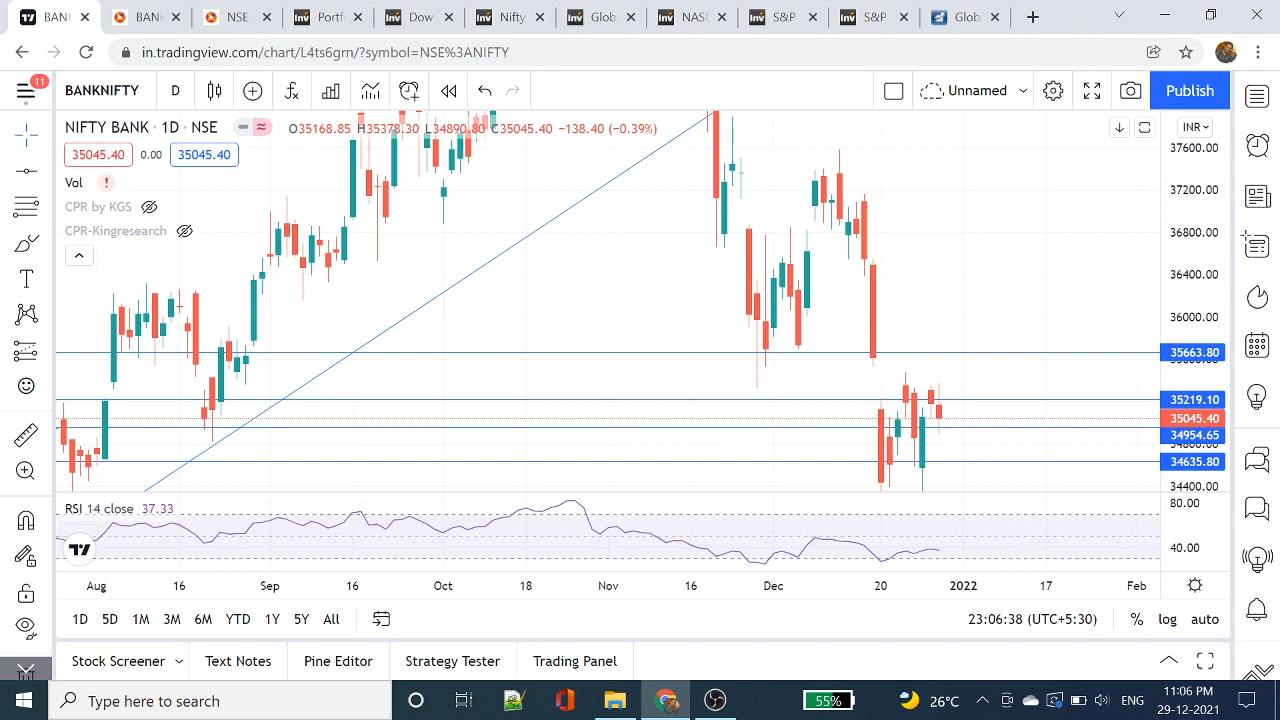 BANK
BANK
NSE -
Portf
Dow
Nifty
Globa
NASD
S&P
S&P
Globa
in.tradingview.com/chart/L4ts6grn/?symbol=NSE%3ANIFTY
11
BANKNIFTY
D
Unnamed
Publish
NIFTY BANK · 1D · NSE
O35168.85 H35378.30 L34890.80 C35045.40 −138.40 (−0.39%)
INR
35045.40 0.00 35045.40
Vol !
CPR by KGS
CPR-Kingresearch
37600.00
37200.00
36800.00
36400.00
36000.00
35663.80
35219.10
35045.40
34954.65
34635.80
34400.00
RSI 14 close 37.33
80.00
40.00
Aug 16 Sep 16 Oct 18 Nov 16 Dec 20 2022 17 Feb
1D 5D 1M 3M 6M YTD 1Y 5Y All
23:06:38 (UTC+5:30) % log auto
Stock Screener Text Notes Pine Editor Strategy Tester Trading Panel
Type here to search
55%
26°C
ENG
11:06 PM
29-12-2021